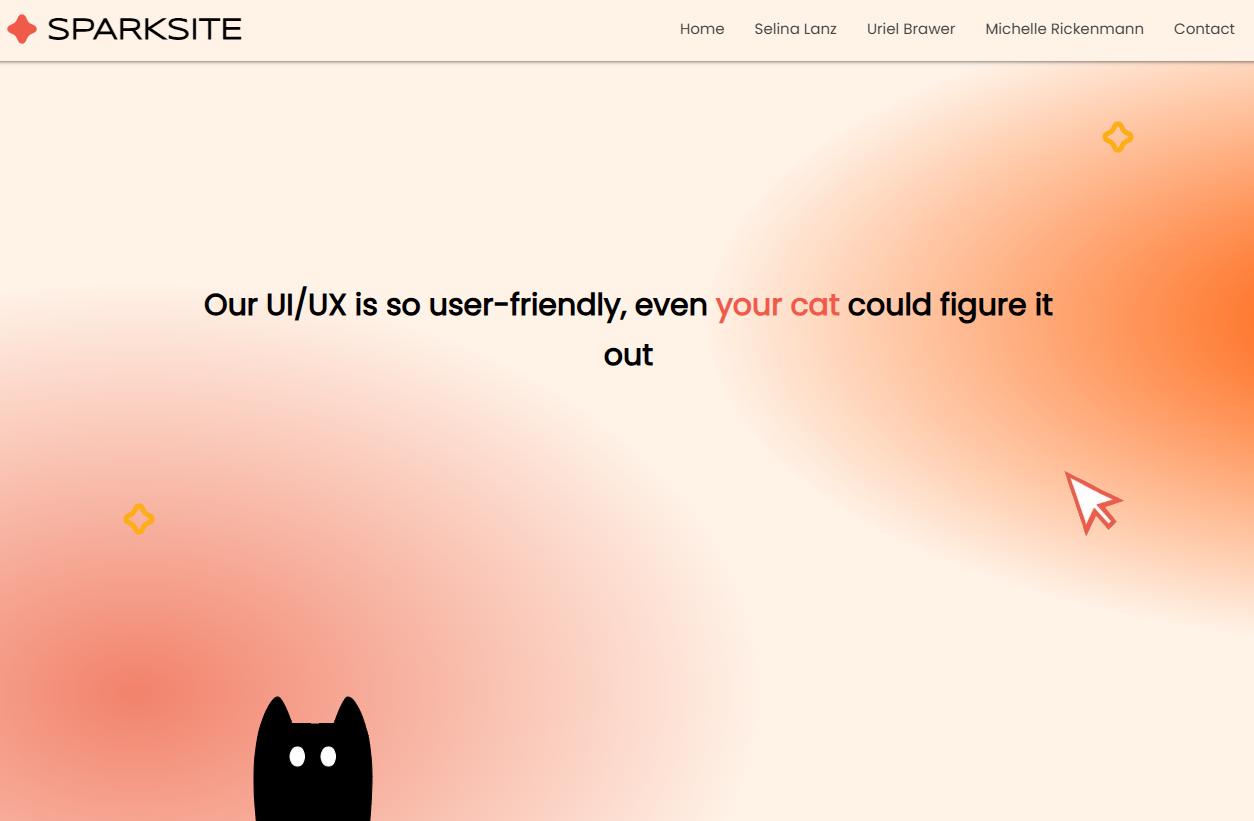 SPARKSITE
Home Selina Lanz Uriel Brawer Michelle Rickenmann Contact
Our UI/UX is so user-friendly, even your cat could figure it
out